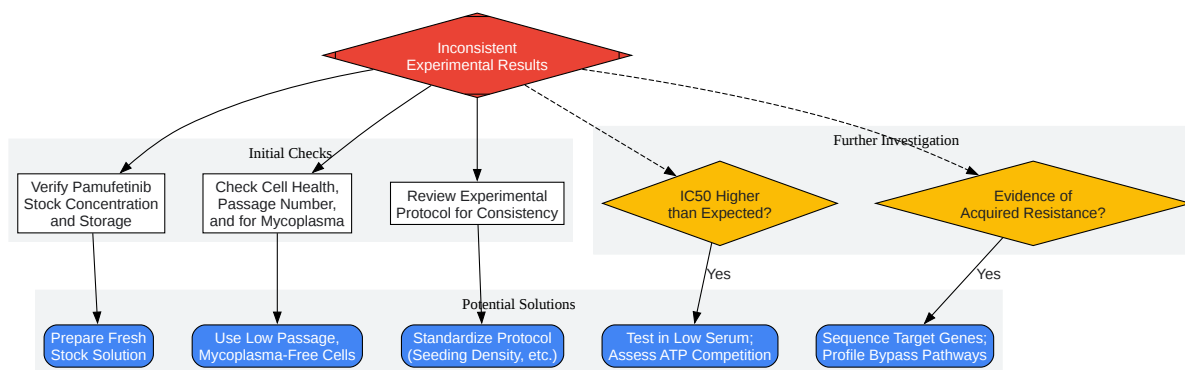 Inconsistent
Experimental Results
Initial Checks
Further Investigation
Verify Pamufetinib
Stock Concentration
and Storage
Check Cell Health,
Passage Number,
and for Mycoplasma
Review Experimental
Protocol for Consistency
IC50 Higher
than Expected?
Evidence of
Acquired Resistance?
Yes
Yes
Potential Solutions
Prepare Fresh
Stock Solution
Use Low Passage,
Mycoplasma-Free Cells
Standardize Protocol
(Seeding Density, etc.)
Test in Low Serum;
Assess ATP Competition
Sequence Target Genes;
Profile Bypass Pathways